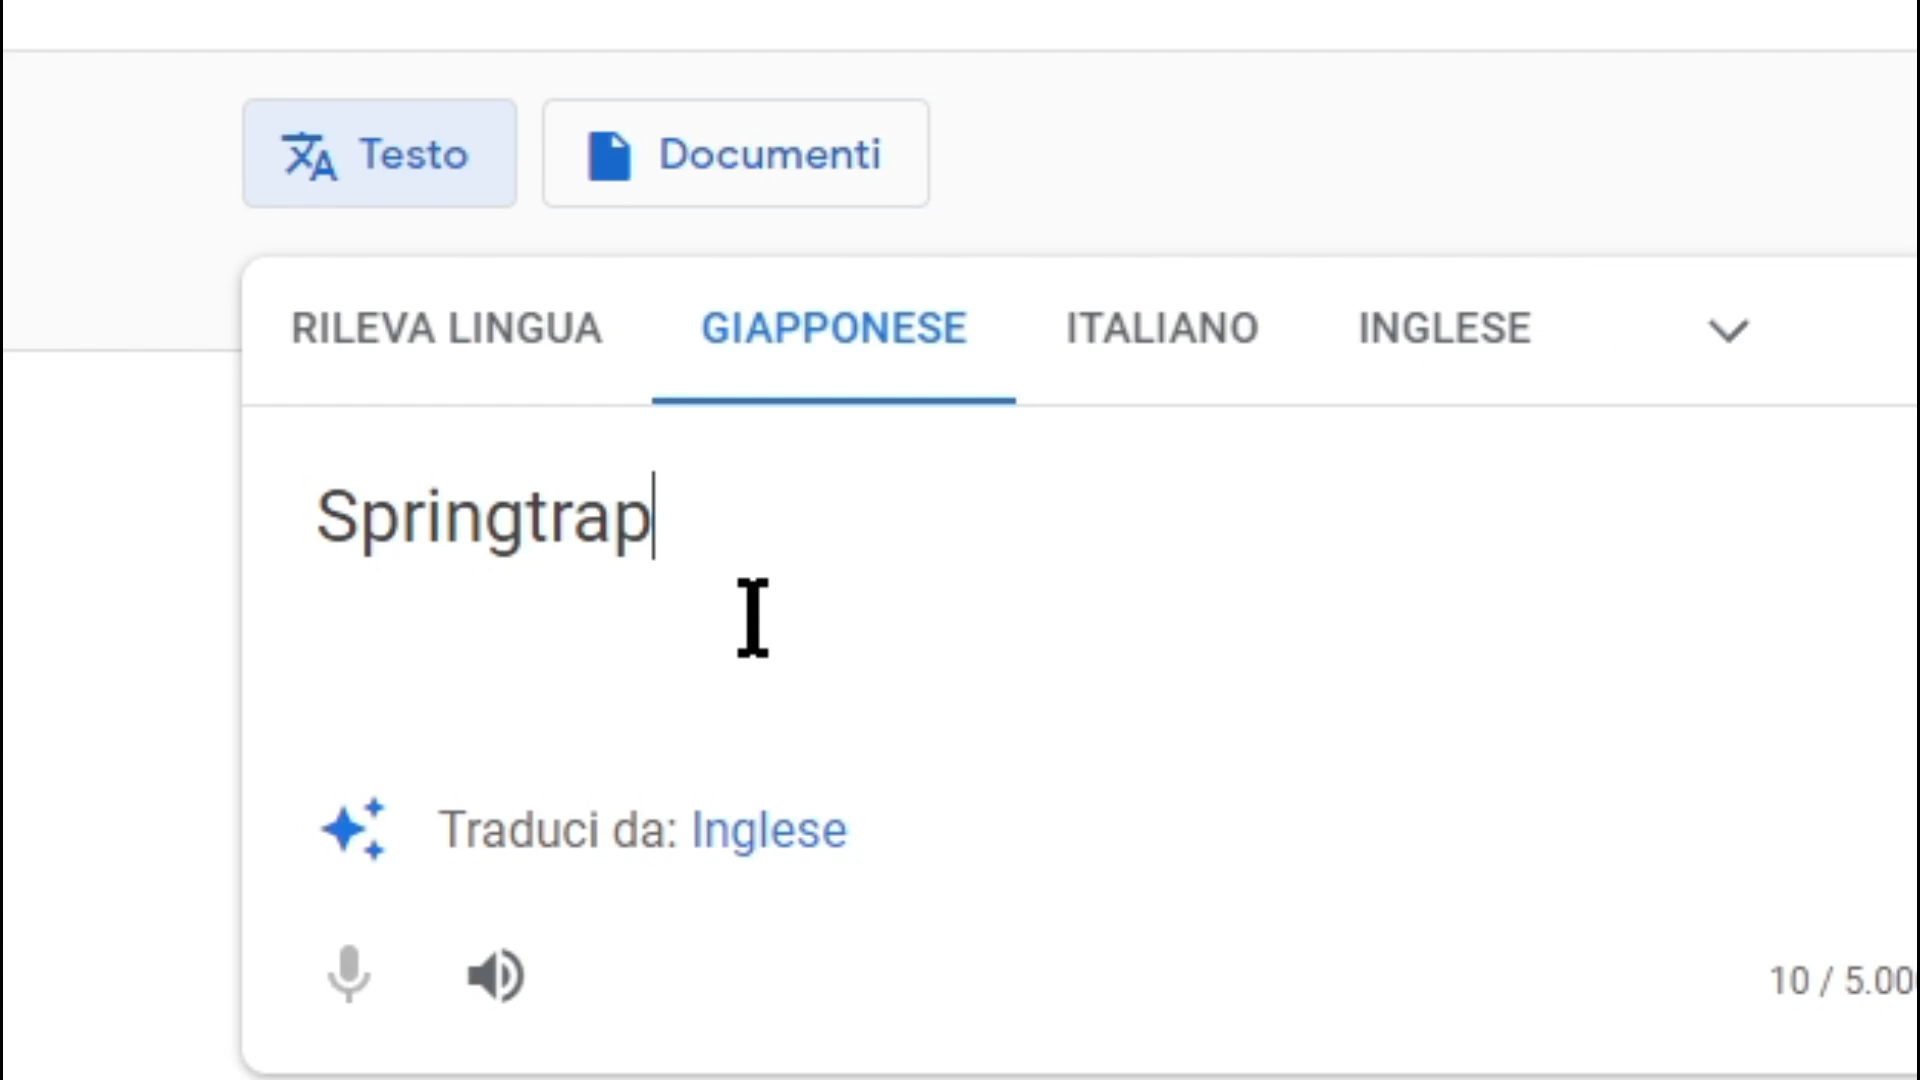 Testo
Documenti
RILEVA LINGUA
GIAPPONESE
ITALIANO
INGLESE
Springtrap
Traduci da: Inglese
10 / 5.00